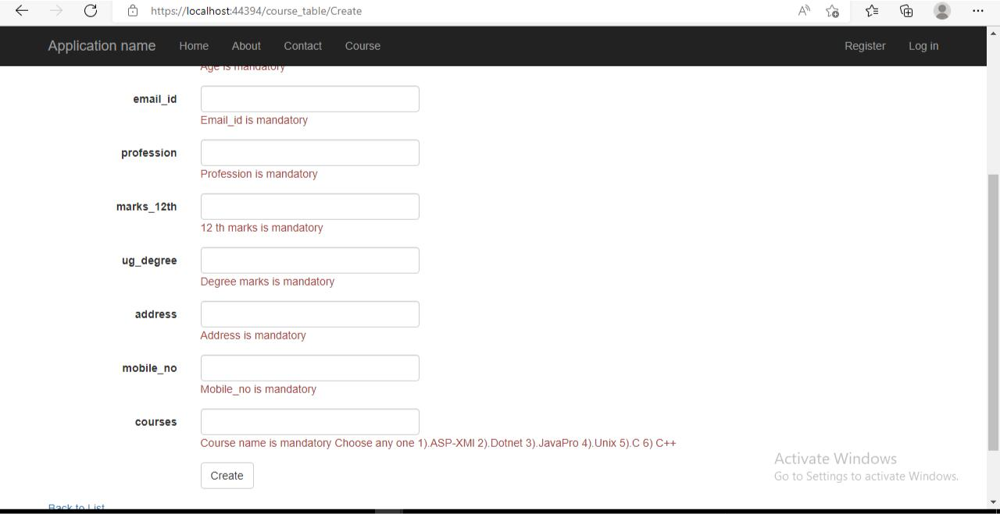 https://localhost:44394/course_table/Create
Application name Home About Contact Course Register Log in
Age is mandatory
email_id
Email_id is mandatory
profession
Profession is mandatory
marks_12th
12 th marks is mandatory
ug_degree
Degree marks is mandatory
address
Address is mandatory
mobile_no
Mobile_no is mandatory
courses
Course name is mandatory Choose any one 1).ASP-XMl 2).Dotnet 3).JavaPro 4).Unix 5).C 6) C++
Create
Activate Windows
Go to Settings to activate Windows.
Back to List